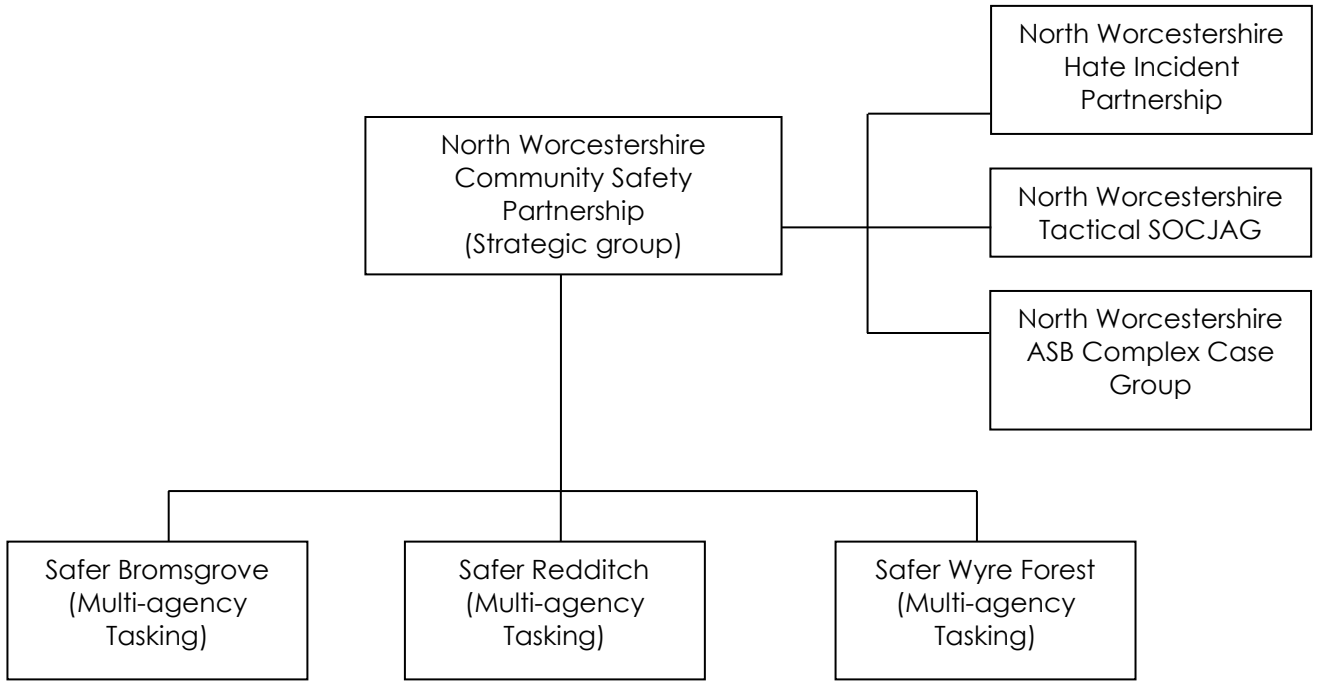 North Worcestershire
Hate Incident
Partnership
North Worcestershire
Community Safety
Partnership
(Strategic group)
North Worcestershire
Tactical SOCJAG
North Worcestershire
ASB Complex Case
Group
Safer Bromsgrove
(Multi-agency
Tasking)
Safer Redditch
(Multi-agency
Tasking)
Safer Wyre Forest
(Multi-agency
Tasking)